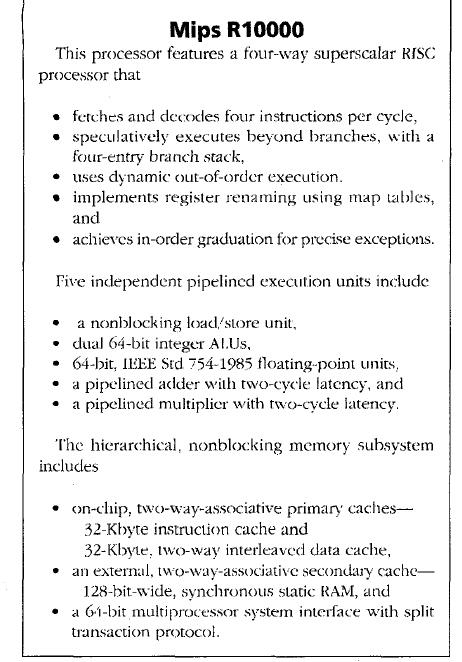 Mips R10000
This processor features a four-way superscalar RISC
processor that
• fetches and decodes four instructions per cycle,
• speculatively executes beyond branches, with a
four-entry branch stack,
• uses dynamic out-of-order execution.
• implements register renaming using map tables,
and
• achieves in-order graduation for precise exceptions.
Five independent pipelined execution units include
• a nonblocking load/store unit,
• dual 64-bit integer ALUs,
• 64-bit, IEEE Std 754-1985 floating-point units,
• a pipelined adder with two-cycle latency, and
• a pipelined multiplier with two-cycle latency.
The hierarchical, nonblocking memory subsystem
includes
• on-chip, two-way-associative primary caches—
32-Kbyte instruction cache and
32-Kbyte, two-way interleaved data cache,
• an external, two-way-associative secondary cache—
128-bit-wide, synchronous static RAM, and
• a 64-bit multiprocessor system interface with split
transaction protocol.